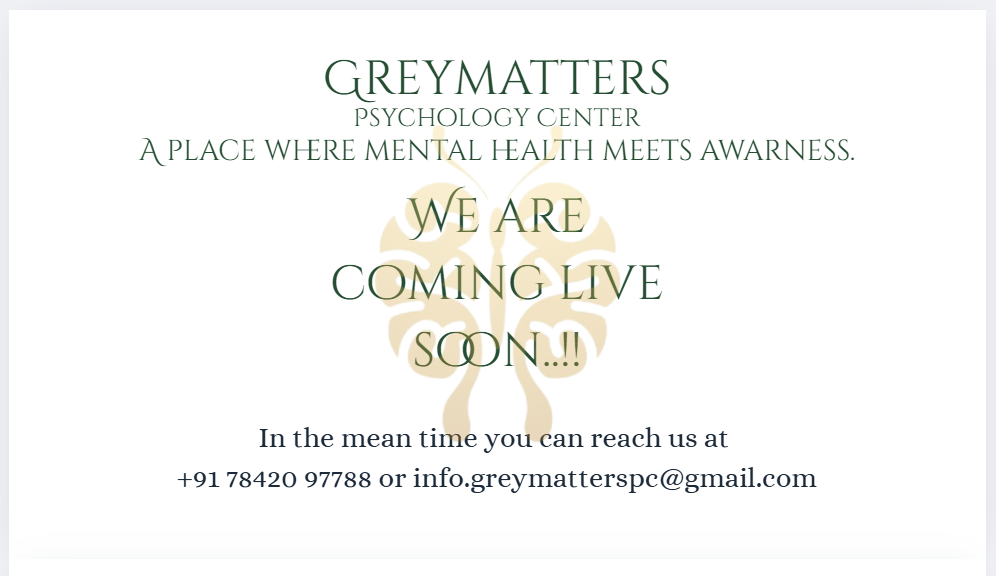 Greymatters
Psychology Center
A place where mental health meets awarness.
We are
coming live
soon..!!
In the mean time you can reach us at
+91 78420 97788 or info.greymatterspc@gmail.com